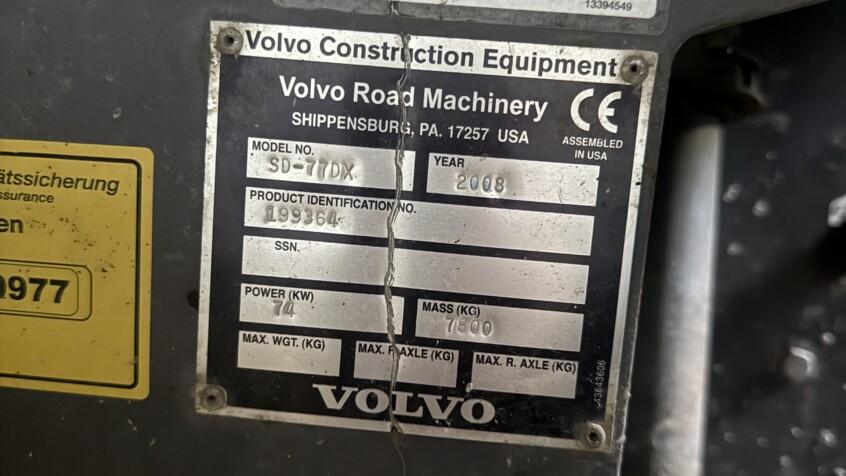 13394549
Volvo Construction Equipment
Volvo Road Machinery
SHIPPENSBURG, PA. 17257 USA
CE
ASSEMBLED
IN USA
MODEL NO.
SD-77DX
YEAR
2008
PRODUCT IDENTIFICATION NO.
199364
SSN.
POWER (KW)
74
MASS (KG)
7800
MAX. WGT. (KG)
MAX. F. AXLE (KG)
MAX. R. AXLE (KG)
43843606
VOLVO
ätssicherung
ssurance
en
0977